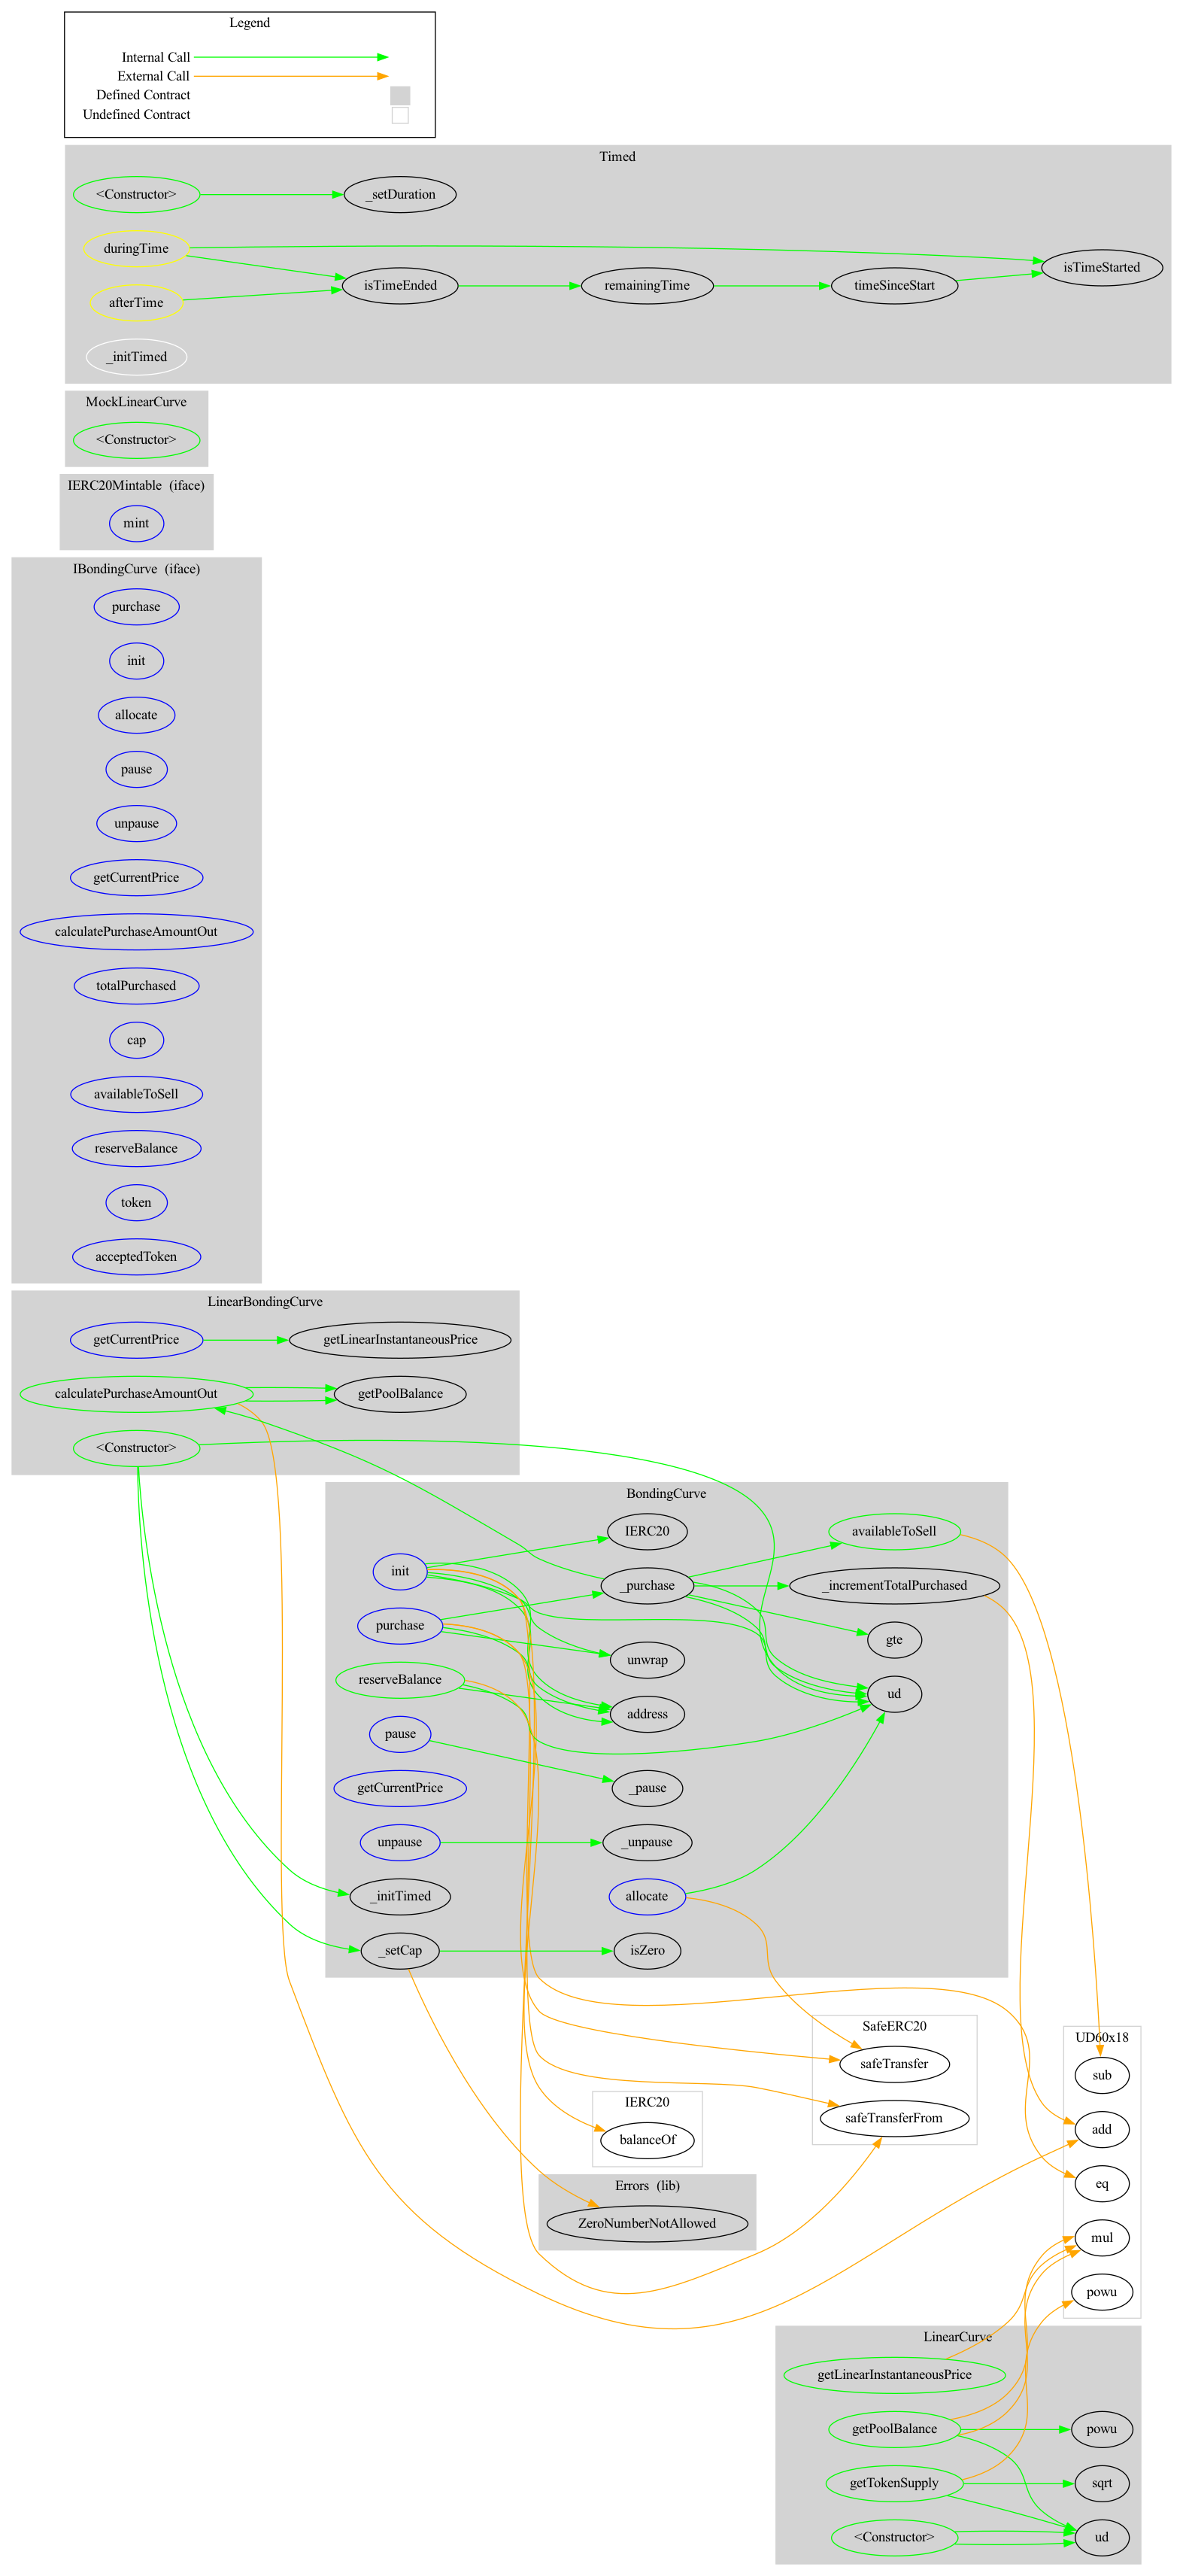 Legend
Internal Call
External Call
Defined Contract
Undefined Contract
Timed
<Constructor>
_setDuration
duringTime
isTimeStarted
isTimeEnded
remainingTime
timeSinceStart
afterTime
_initTimed
MockLinearCurve
<Constructor>
IERC20Mintable  (iface)
mint
IBondingCurve  (iface)
purchase
init
allocate
pause
unpause
getCurrentPrice
calculatePurchaseAmountOut
totalPurchased
cap
availableToSell
reserveBalance
token
acceptedToken
LinearBondingCurve
getCurrentPrice
getLinearInstantaneousPrice
calculatePurchaseAmountOut
getPoolBalance
<Constructor>
BondingCurve
IERC20
availableToSell
init
_purchase
_incrementTotalPurchased
purchase
gte
unwrap
reserveBalance
ud
address
pause
getCurrentPrice
_pause
unpause
_unpause
_initTimed
allocate
_setCap
isZero
SafeERC20
safeTransfer
safeTransferFrom
UD60x18
sub
add
eq
mul
powu
IERC20
balanceOf
Errors  (lib)
ZeroNumberNotAllowed
LinearCurve
getLinearInstantaneousPrice
getPoolBalance
powu
getTokenSupply
sqrt
<Constructor>
ud